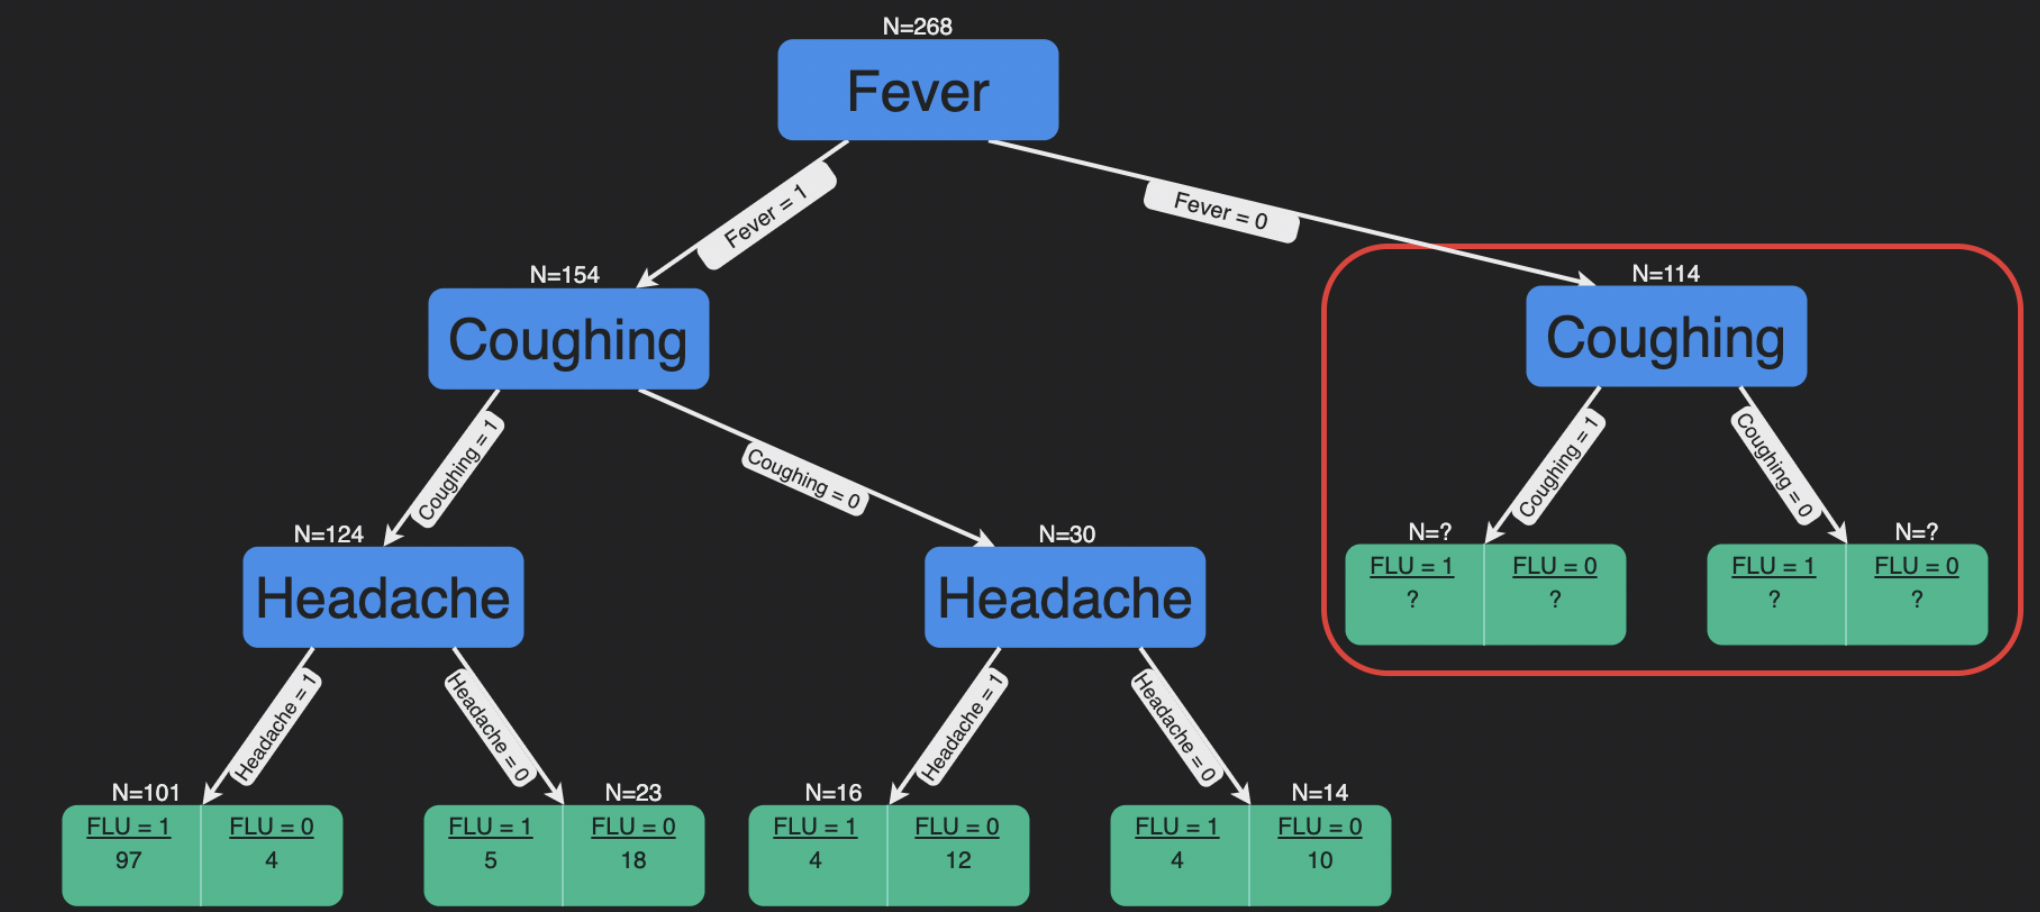 N=268
Fever
Fever = 1
Fever = 0
N=154
Coughing
N=114
Coughing
Coughing = 1
Coughing = 0
Coughing = 1
Coughing = 0
N=124
Headache
N=30
Headache
N=?
FLU = 1 FLU = 0
? ?
N=?
FLU = 1 FLU = 0
? ?
Headache = 1
Headache = 0
Headache = 1
Headache = 0
N=101
FLU = 1 FLU = 0
97 4
N=23
FLU = 1 FLU = 0
5 18
N=16
FLU = 1 FLU = 0
4 12
N=14
FLU = 1 FLU = 0
4 10